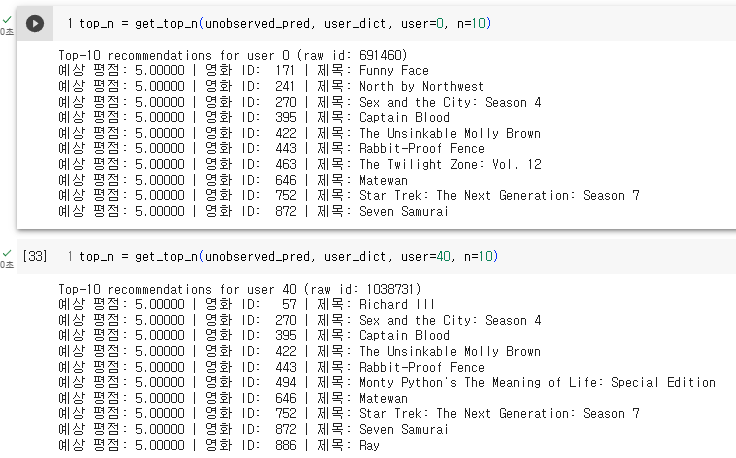 1 top_n = get_top_n(unobserved_pred, user_dict, user=0, n=10)
0초
Top-10 recommendations for user 0 (raw id: 691460)
예상 평점: 5.00000 | 영화 ID:  171 | 제목: Funny Face
예상 평점: 5.00000 | 영화 ID:  241 | 제목: North by Northwest
예상 평점: 5.00000 | 영화 ID:  270 | 제목: Sex and the City: Season 4
예상 평점: 5.00000 | 영화 ID:  395 | 제목: Captain Blood
예상 평점: 5.00000 | 영화 ID:  422 | 제목: The Unsinkable Molly Brown
예상 평점: 5.00000 | 영화 ID:  443 | 제목: Rabbit-Proof Fence
예상 평점: 5.00000 | 영화 ID:  463 | 제목: The Twilight Zone: Vol. 12
예상 평점: 5.00000 | 영화 ID:  646 | 제목: Matewan
예상 평점: 5.00000 | 영화 ID:  752 | 제목: Star Trek: The Next Generation: Season 7
예상 평점: 5.00000 | 영화 ID:  872 | 제목: Seven Samurai
[33] 1 top_n = get_top_n(unobserved_pred, user_dict, user=40, n=10)
0초
Top-10 recommendations for user 40 (raw id: 1038731)
예상 평점: 5.00000 | 영화 ID:   57 | 제목: Richard III
예상 평점: 5.00000 | 영화 ID:  270 | 제목: Sex and the City: Season 4
예상 평점: 5.00000 | 영화 ID:  395 | 제목: Captain Blood
예상 평점: 5.00000 | 영화 ID:  422 | 제목: The Unsinkable Molly Brown
예상 평점: 5.00000 | 영화 ID:  443 | 제목: Rabbit-Proof Fence
예상 평점: 5.00000 | 영화 ID:  494 | 제목: Monty Python's The Meaning of Life: Special Edition
예상 평점: 5.00000 | 영화 ID:  646 | 제목: Matewan
예상 평점: 5.00000 | 영화 ID:  752 | 제목: Star Trek: The Next Generation: Season 7
예상 평점: 5.00000 | 영화 ID:  872 | 제목: Seven Samurai
예상 평점: 5.00000 | 영화 ID:  886 | 제목: Ray